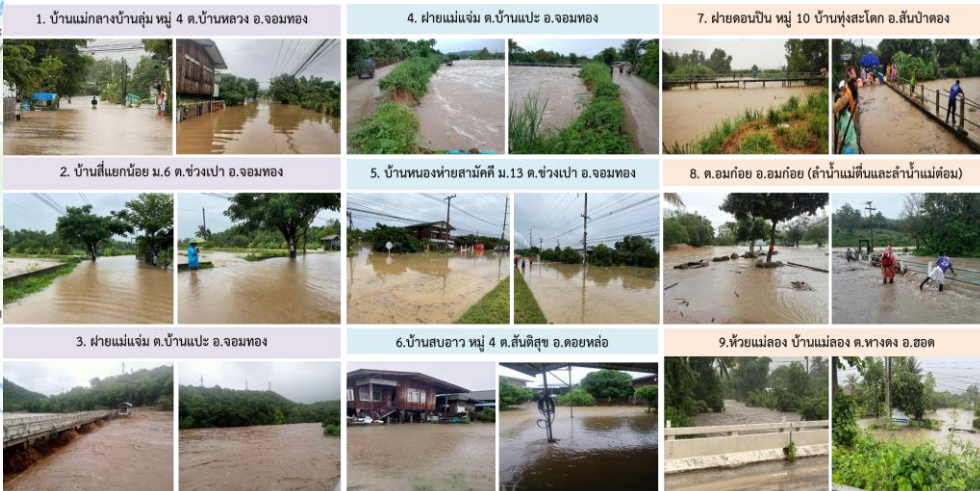 1. บ้านแม่กลางบ้านลุ่ม หมู่ 4 ต.บ้านหลวง อ.จอมทอง
4. ฝายแม่แจ่ม ต.บ้านแปะ อ.จอมทอง
7. ฝายดอนปิน หมู่ 10 บ้านทุ่งสะโตก อ.สันป่าตอง
2. บ้านสี่แยกน้อย ม.6 ต.ข่วงเปา อ.จอมทอง
5. บ้านหนองห่ายสามัคคี ม.13 ต.ข่วงเปา อ.จอมทอง
8. ต.อมก๋อย อ.อมก๋อย (ลำน้ำแม่ตื่นและลำน้ำแม่ต๋อม)
3. ฝายแม่แจ่ม ต.บ้านแปะ อ.จอมทอง
6.บ้านสบอาว หมู่ 4 ต.สันติสุข อ.ดอยหล่อ
9.ห้วยแม่ลอง บ้านแม่ลอง ต.หางดง อ.ฮอด